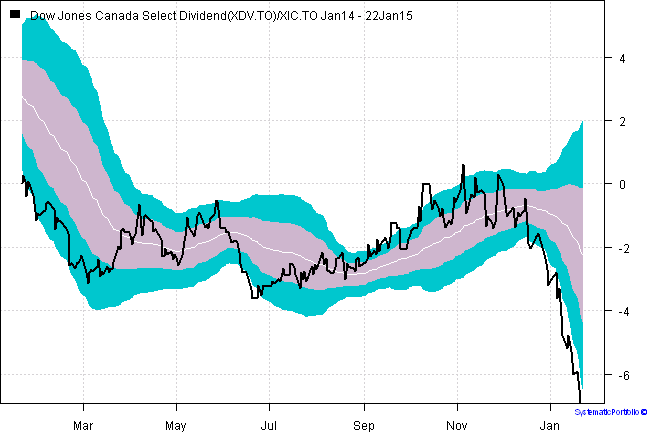 Dow Jones Canada Select Dividend(XDV.TO)/XIC.TO Jan14 - 22Jan15
4
2
0
-2
-4
-6
Mar May Jul Sep Nov Jan
SystematicPortfolio ©